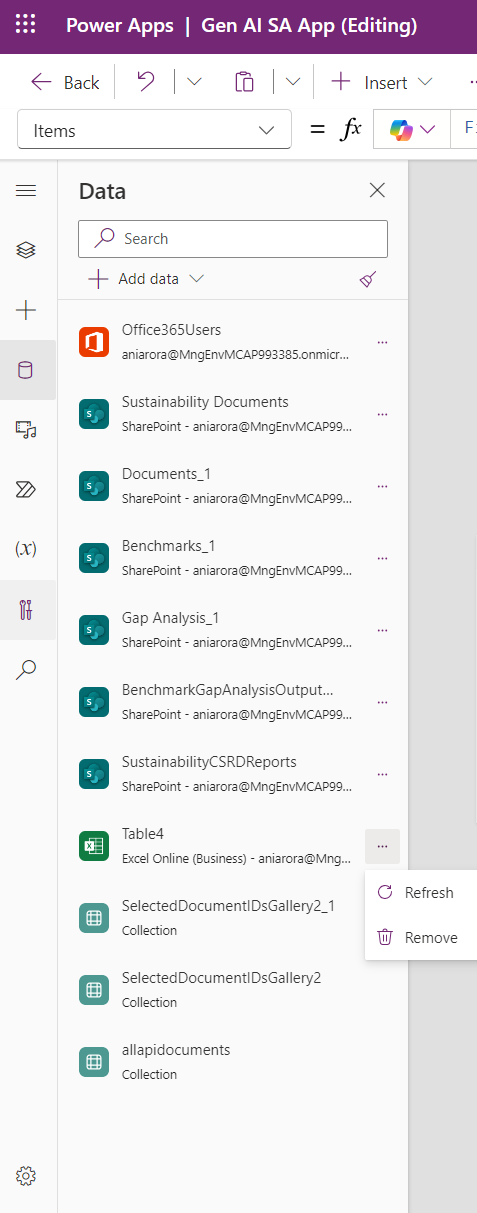 Power Apps | Gen AI SA App (Editing)
Back
Insert
Items
= fx
Data
Search
Add data
Office365Users
aniarora@MngEnvMCAP993385.onmicr...
Sustainability Documents
SharePoint - aniarora@MngEnvMCAP99...
Documents_1
SharePoint - aniarora@MngEnvMCAP99...
Benchmarks_1
SharePoint - aniarora@MngEnvMCAP99...
(x)
Gap Analysis_1
SharePoint - aniarora@MngEnvMCAP99...
BenchmarkGapAnalysisOutput...
SharePoint - aniarora@MngEnvMCAP99...
SustainabilityCSRDReports
SharePoint - aniarora@MngEnvMCAP99...
Table4
Excel Online (Business) - aniarora@Mng...
Refresh
Remove
SelectedDocumentIDsGallery2_1
Collection
SelectedDocumentIDsGallery2
Collection
allapidocuments
Collection